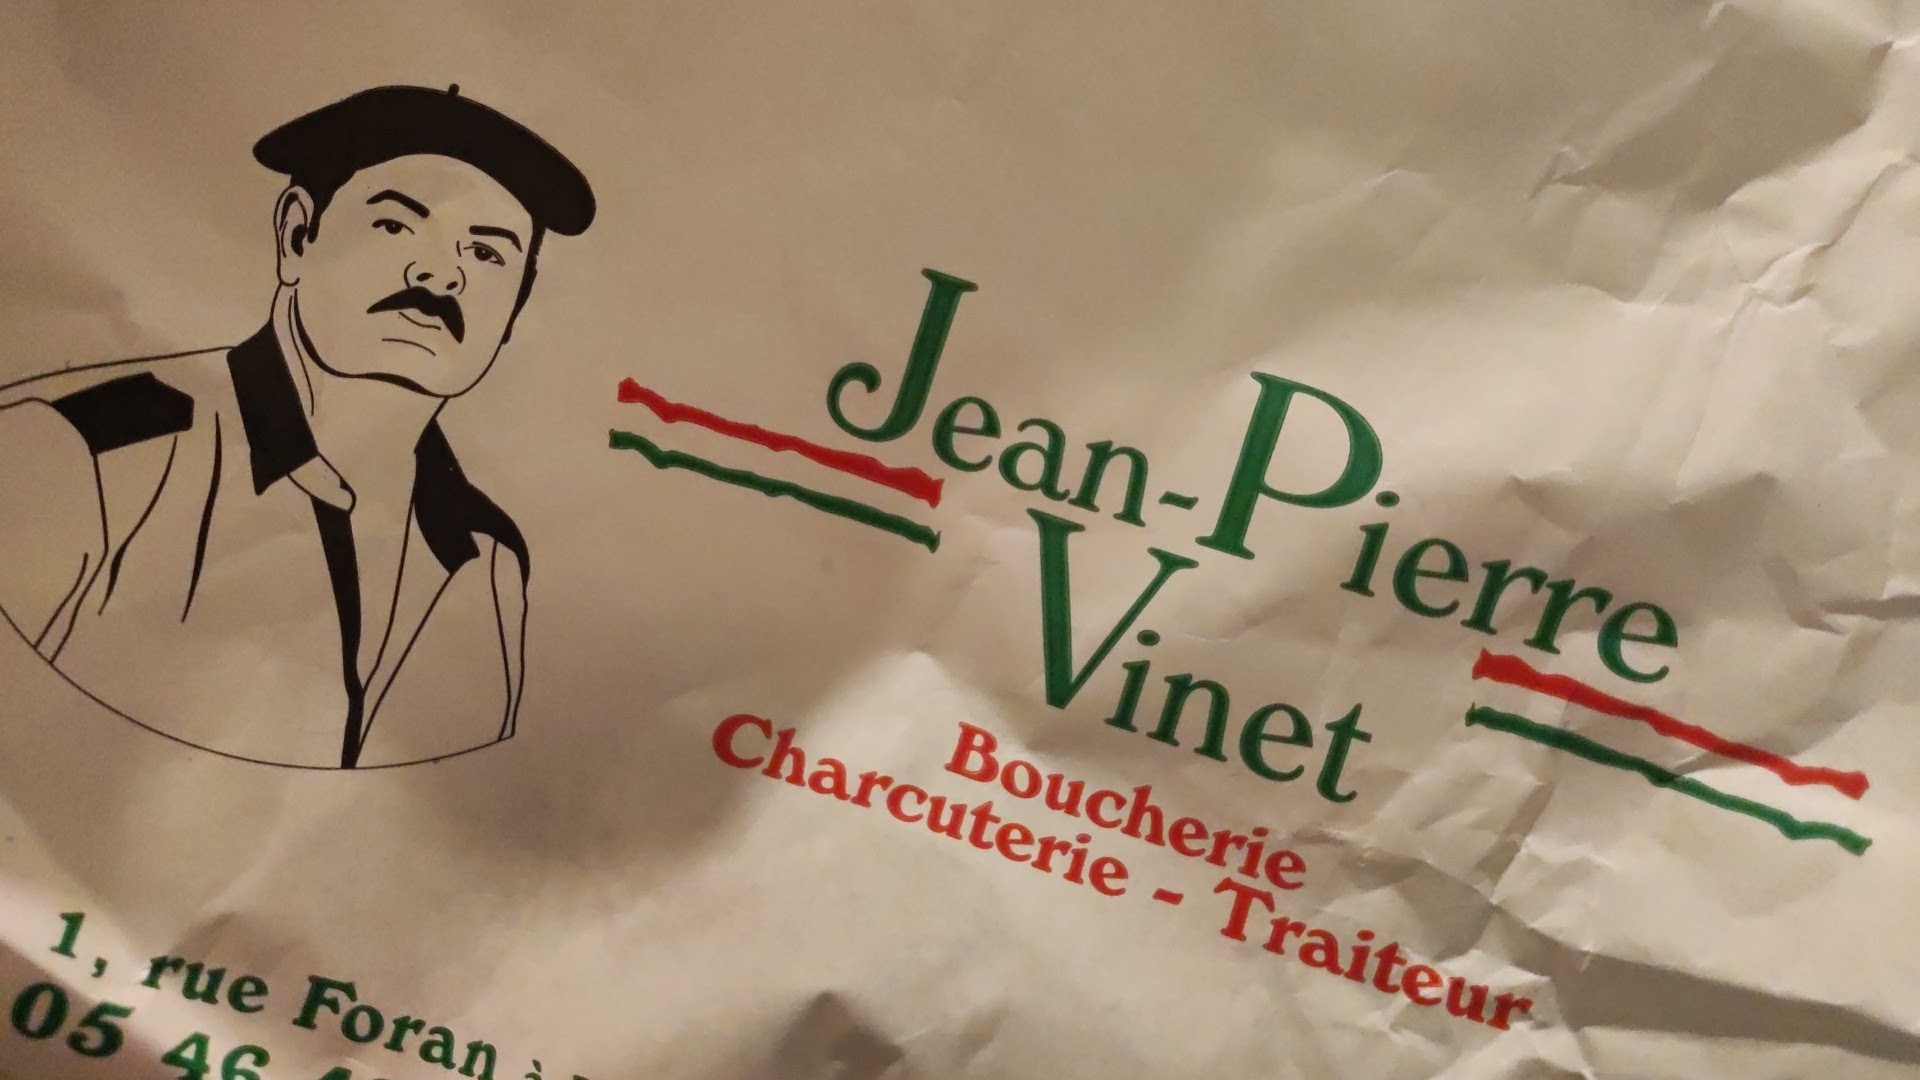 Jean-Pierre
Vinet
Boucherie
Charcuterie - Traiteur
1, rue Foran à
05 46